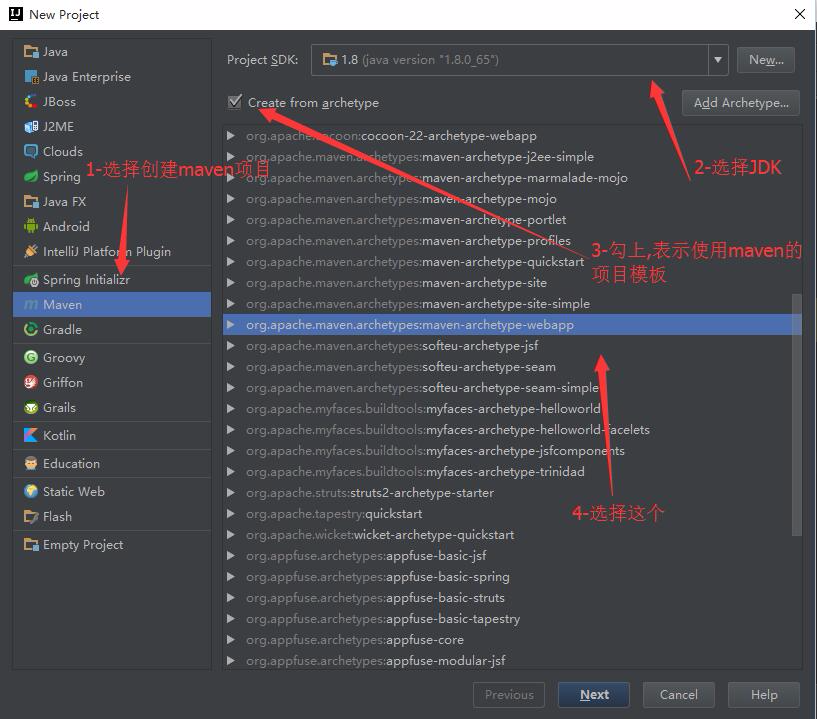 New Project
Java
Java Enterprise
JBoss
J2ME
Clouds
Spring
Java FX
Android
IntelliJ Platform Plugin
Spring Initializr
Maven
Gradle
Groovy
Griffon
Grails
Kotlin
Education
Static Web
Flash
Empty Project
1-选择创建maven项目
Project SDK: 1.8 (java version "1.8.0_65") New...
Create from archetype Add Archetype...
2-选择JDK
3-勾上,表示使用maven的
项目模板
org.apache.cocoon:cocoon-22-archetype-webapp
org.apache.maven.archetypes:maven-archetype-j2ee-simple
org.apache.maven.archetypes:maven-archetype-marmalade-mojo
org.apache.maven.archetypes:maven-archetype-mojo
org.apache.maven.archetypes:maven-archetype-portlet
org.apache.maven.archetypes:maven-archetype-profiles
org.apache.maven.archetypes:maven-archetype-quickstart
org.apache.maven.archetypes:maven-archetype-site
org.apache.maven.archetypes:maven-archetype-site-simple
org.apache.maven.archetypes:maven-archetype-webapp
org.apache.maven.archetypes:softeu-archetype-jsf
org.apache.maven.archetypes:softeu-archetype-seam
org.apache.maven.archetypes:softeu-archetype-seam-simple
org.apache.myfaces.buildtools:myfaces-archetype-helloworld
org.apache.myfaces.buildtools:myfaces-archetype-helloworld-facelets
org.apache.myfaces.buildtools:myfaces-archetype-jsfcomponents
org.apache.myfaces.buildtools:myfaces-archetype-trinidad
org.apache.struts:struts2-archetype-starter
org.apache.tapestry:quickstart
org.apache.wicket:wicket-archetype-quickstart
org.appfuse.archetypes:appfuse-basic-jsf
org.appfuse.archetypes:appfuse-basic-spring
org.appfuse.archetypes:appfuse-basic-struts
org.appfuse.archetypes:appfuse-basic-tapestry
org.appfuse.archetypes:appfuse-core
org.appfuse.archetypes:appfuse-modular-jsf
4-选择这个
Previous Next Cancel Help